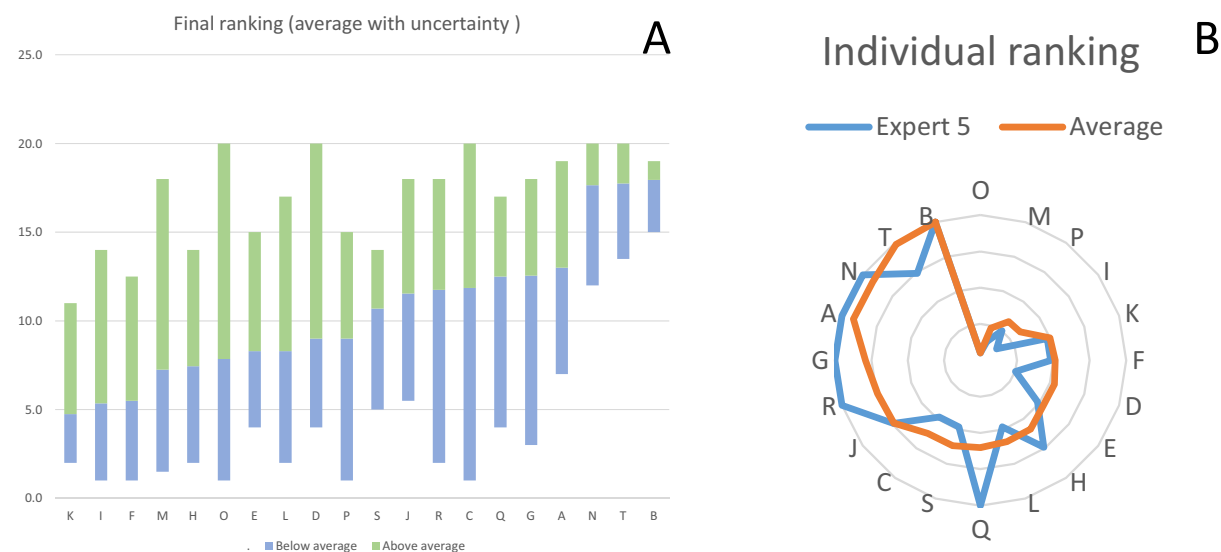 Final ranking (average with uncertainty )
A
25.0
20.0
15.0
10.0
5.0
0.0
K I F M H O E L D P S J R C Q G A N T B
. Below average Above average
B
Individual ranking
Expert 5 Average
O
M
P
I
K
F
D
E
H
L
Q
S
C
J
R
G
A
N
T
B